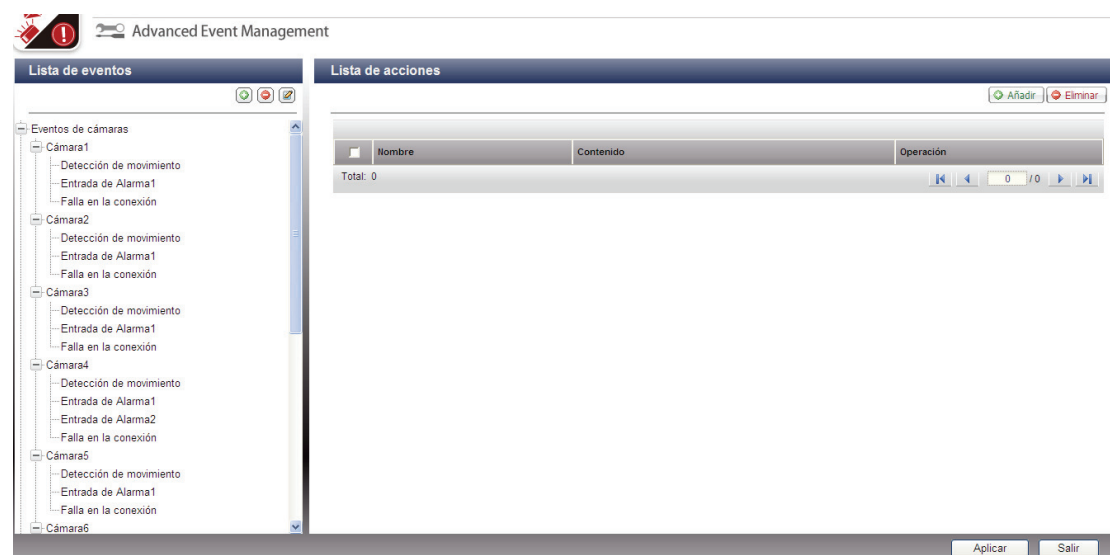 Advanced Event Management
Lista de eventos
Lista de acciones
Añadir Eliminar
Eventos de cámaras
Cámara1
Detección de movimiento
Entrada de Alarma1
Falla en la conexión
Cámara2
Detección de movimiento
Entrada de Alarma1
Falla en la conexión
Cámara3
Detección de movimiento
Entrada de Alarma1
Falla en la conexión
Cámara4
Detección de movimiento
Entrada de Alarma1
Entrada de Alarma2
Falla en la conexión
Cámara5
Detección de movimiento
Entrada de Alarma1
Falla en la conexión
Cámara6
Nombre Contenido Operación
Total: 0 0 / 0
Aplicar Salir